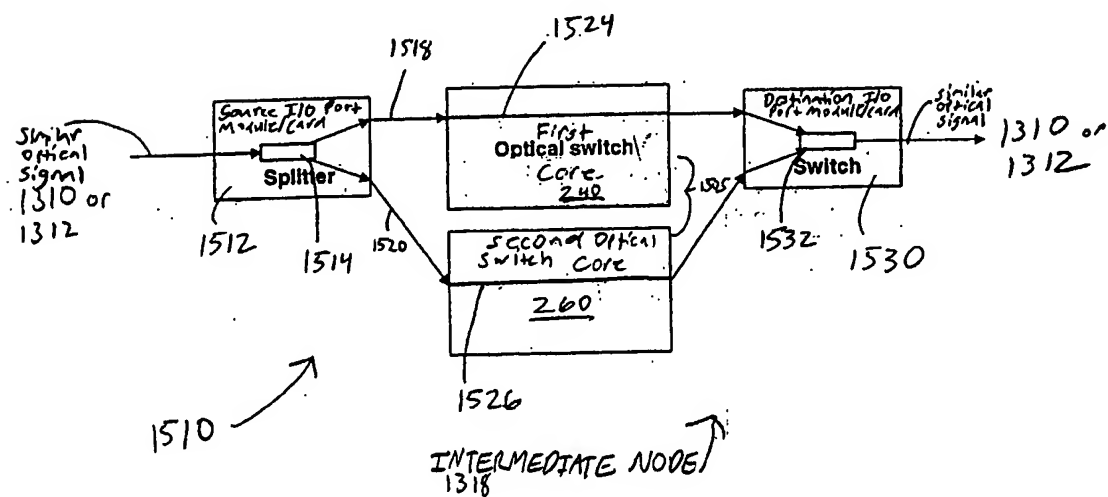 1524
1518
Source I/O Port
Module/Card
Splitter
similar
optical
signal
1310 or
1312
1512
1514
1520
First
Optical switch
Core
240
1505
second optical
switch core
260
1526
Destination I/O
Port Module/Card
Switch
1532
1530
similar
optical
signal
1310 or
1312
1510
INTERMEDIATE NODE
1318